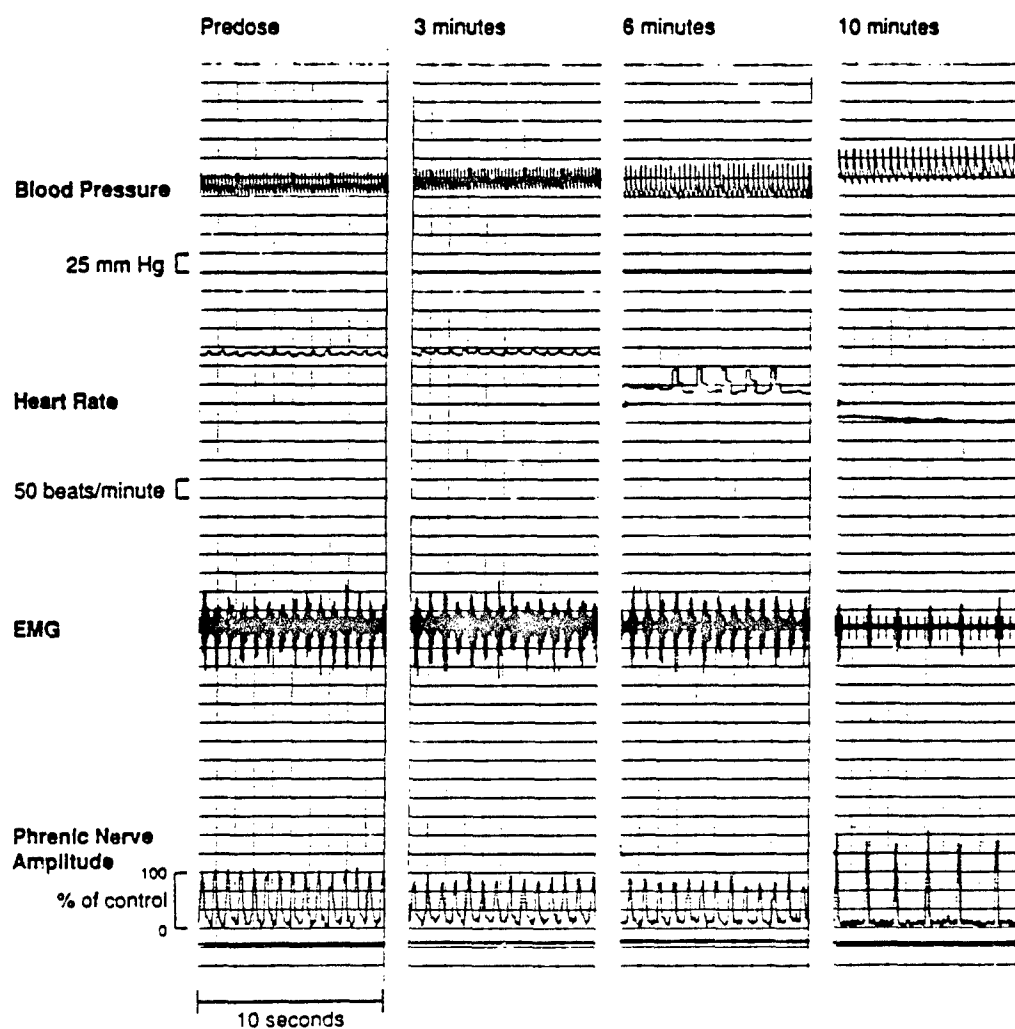 Predose 3 minutes 6 minutes 10 minutes
Blood Pressure
25 mm Hg
Heart Rate
50 beats/minute
EMG
Phrenic Nerve
Amplitude
100
% of control
0
10 seconds